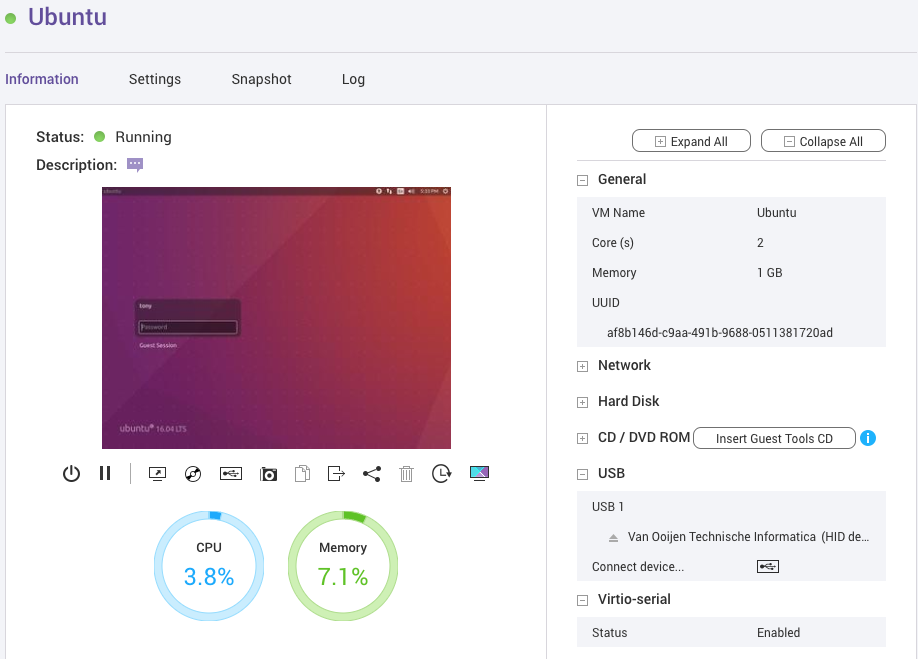 Ubuntu
Information Settings Snapshot Log
Status: Running
Description:
ubuntu
5:33 PM
tony
Password
Guest Session
ubuntu® 16.04 LTS
CPU
3.8%
Memory
7.1%
Expand All Collapse All
General
VM Name Ubuntu
Core (s) 2
Memory 1 GB
UUID
af8b146d-c9aa-491b-9688-0511381720ad
Network
Hard Disk
CD / DVD ROM Insert Guest Tools CD
USB
USB 1
Van Ooijen Technische Informatica (HID de...
Connect device...
Virtio-serial
Status Enabled